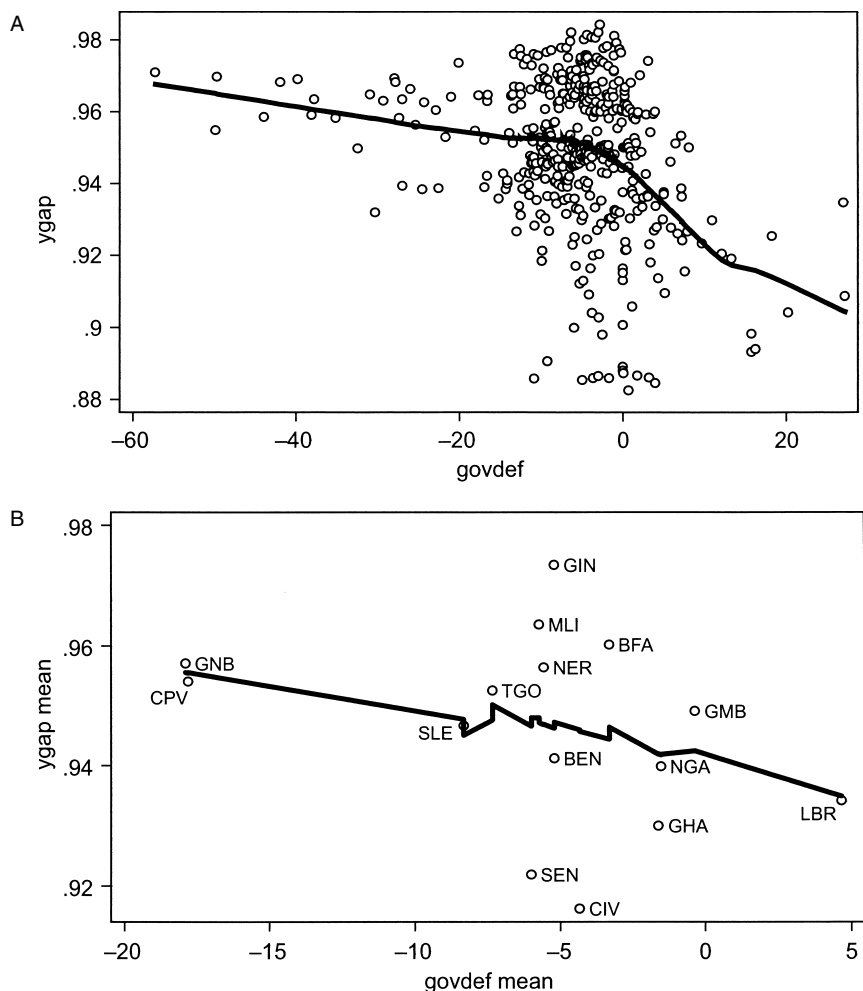 A
.98
.96
.94
.92
.9
.88
ygap
–60
–40
–20
0
20
govdef
B
.98
.96
.94
.92
ygap mean
GIN
MLI
BFA
NER
GNB
CPV
TGO
GMB
SLE
BEN
NGA
LBR
GHA
SEN
CIV
–20
–15
–10
–5
0
5
govdef mean